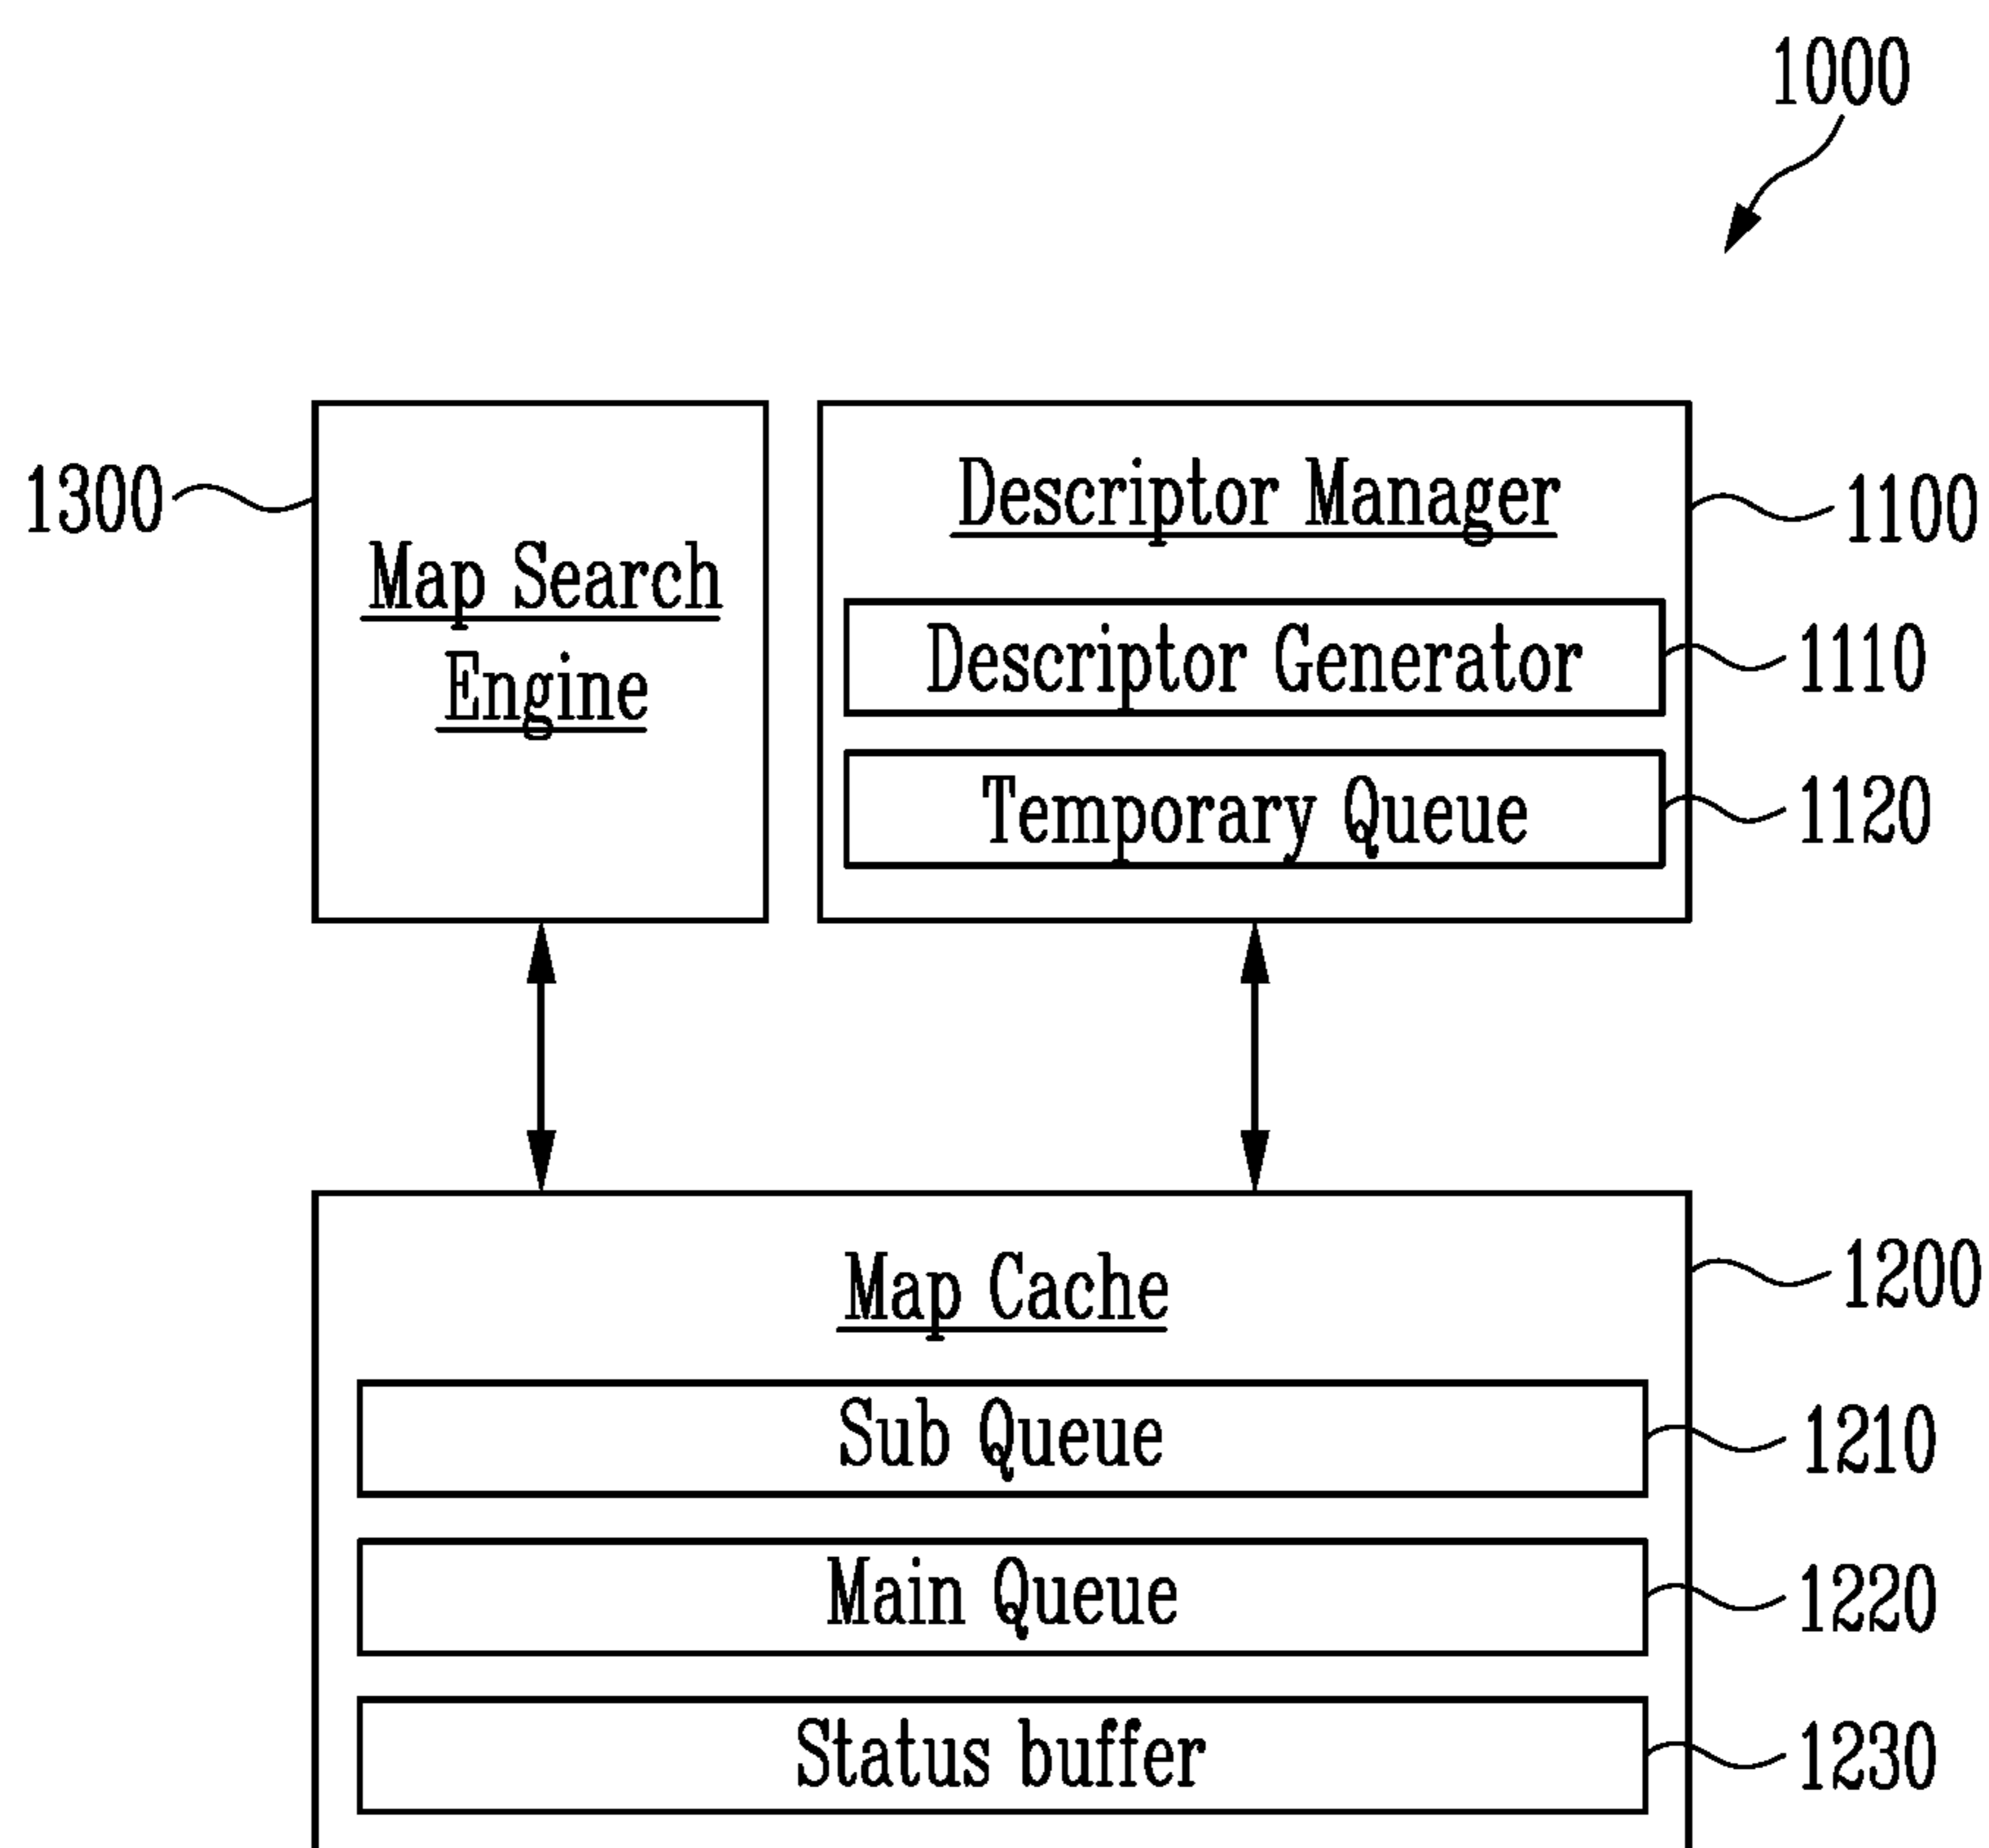 1000
1300
Map Search
Engine
Descriptor Manager
1100
Descriptor Generator
1110
Temporary Queue
1120
Map Cache
1200
Sub Queue
1210
Main Queue
1220
Status buffer
1230